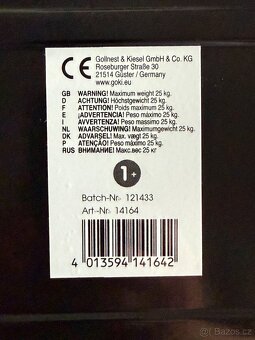 CE
Gollnest & Kiesel GmbH & Co. KG
Roseburger Straße 30
21514 Güster / Germany
www.goki.eu
GB WARNING! Maximum weight 25 kg.
D ACHTUNG! Höchstgewicht 25 kg.
F ATTENTION! Poids maximum 25 kg.
E ¡ADVERTENCIA! Peso máximo 25 kg.
I AVVERTENZA! Peso massimo 25 kg.
NL WAARSCHUWING! Maximumgewicht 25 kg.
DK ADVARSEL! Max. vægt 25 kg.
P ATENÇÃO! Peso máximo 25 kg.
RUS ВНИМАНИЕ! Макс.вес 25 кг
1+
Batch-Nr.: 121433
Art.-Nr.: 14164
4 013594 141642
Sbazar.cz